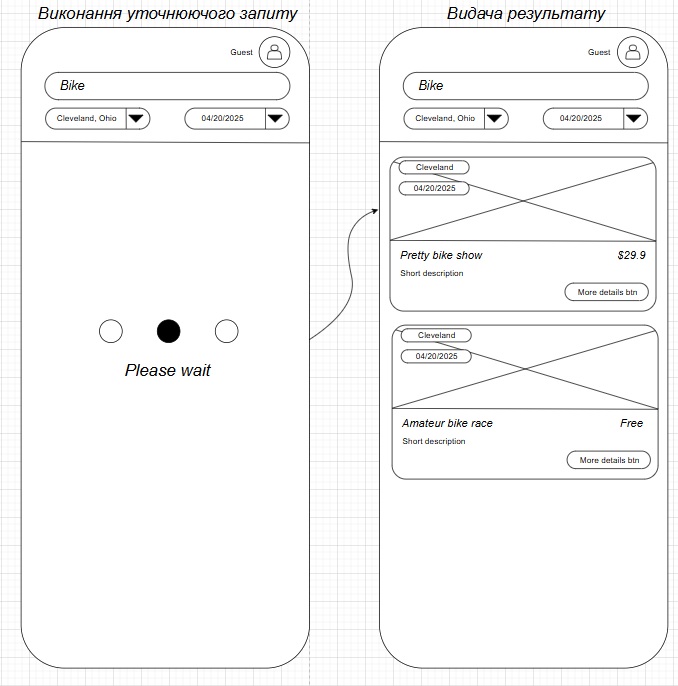 Виконання уточнюючого запиту
Guest
Bike
Cleveland, Ohio
04/20/2025
Please wait
Видача результату
Guest
Bike
Cleveland, Ohio
04/20/2025
Cleveland
04/20/2025
Pretty bike show $29.9
Short description
More details btn
Cleveland
04/20/2025
Amateur bike race Free
Short description
More details btn